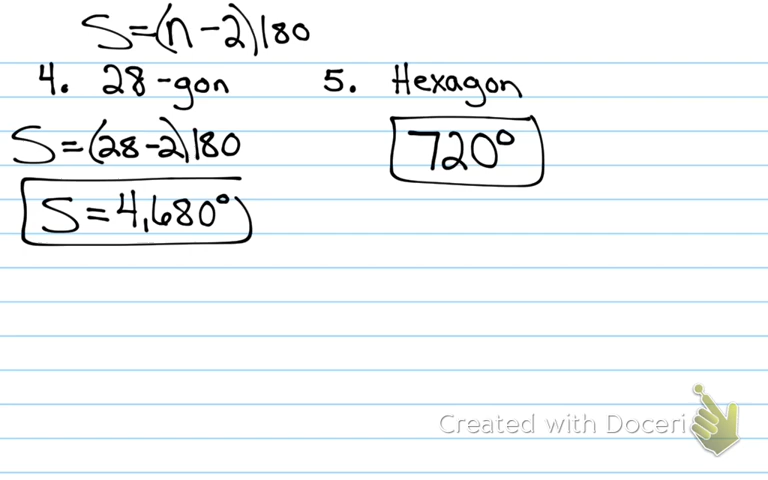 S=(n-2)180
4. 28-gon
5. Hexagon
S=(28-2)180
720°
S=4,680°
Created with Doceri